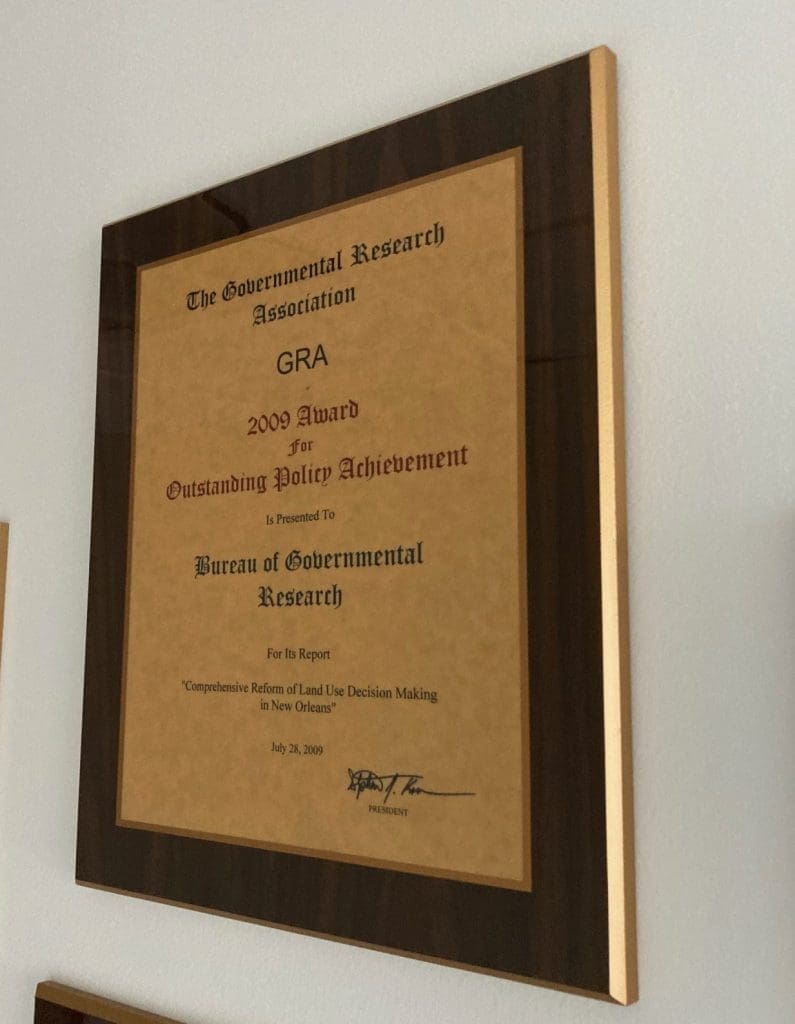 The Governmental Research
Association
GRA
2009 Award
For
Outstanding Policy Achievement
Is Presented To
Bureau of Governmental
Research
For Its Report
"Comprehensive Reform of Land Use Decision Making
in New Orleans"
July 28, 2009
PRESIDENT